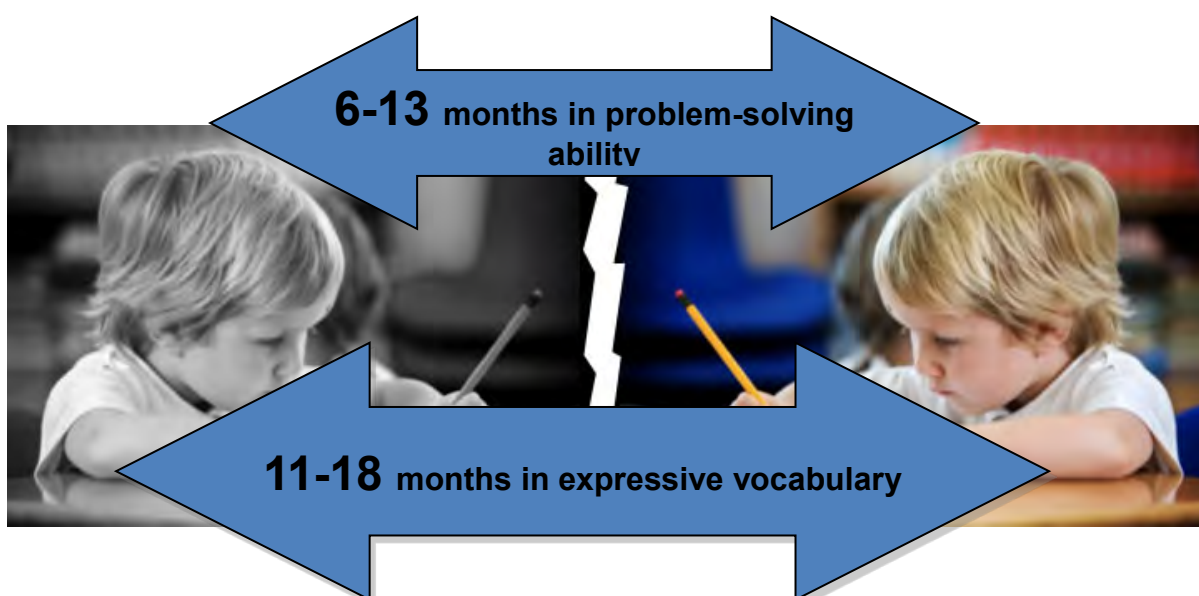 6-13 months in problem-solving
ability
11-18 months in expressive vocabulary